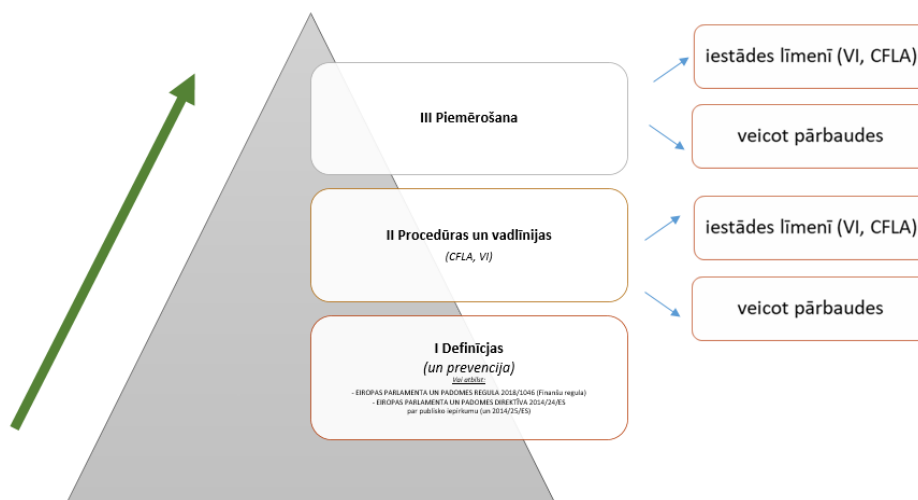 III Piemērošana
iestādes līmenī (VI, CFLA)
veicot pārbaudes
II Procedūras un vadlīnijas
(CFLA, VI)
iestādes līmenī (VI, CFLA)
veicot pārbaudes
I Definīcjas
(un prevencija)
Vai atbilst:
- EIROPAS PARLAMENTA UN PADOMES REGULA 2018/1046 (Finanšu regula)
- EIROPAS PARLAMENTA UN PADOMES DIREKTĪVA 2014/24/ES
par publisko iepirkumu (un 2014/25/ES)